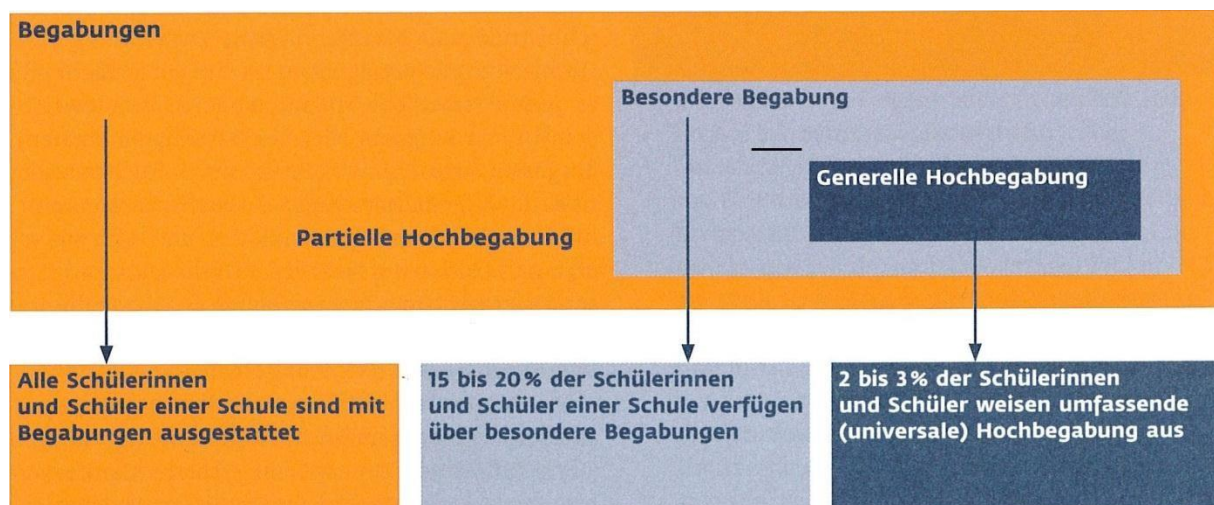 Begabungen
Besondere Begabung
Generelle Hochbegabung
Partielle Hochbegabung
Alle Schülerinnen
und Schüler einer Schule sind mit
Begabungen ausgestattet
15 bis 20% der Schülerinnen
und Schüler einer Schule verfügen
über besondere Begabungen
2 bis 3% der Schülerinnen
und Schüler weisen umfassende
(universale) Hochbegabung aus